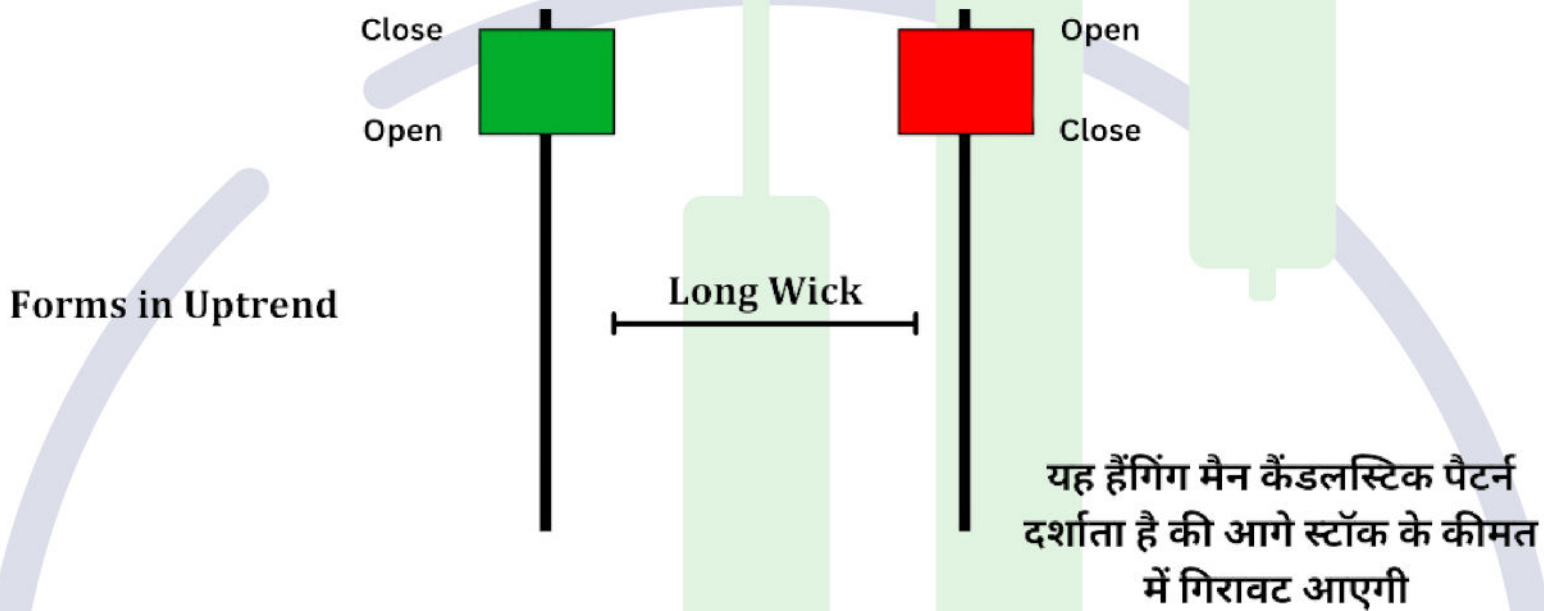 Close
Open
Open
Close
Forms in Uptrend
Long Wick
यह हैंगिंग मैन कैंडलस्टिक पैटर्न
दर्शाता है की आगे स्टॉक के कीमत
में गिरावट आएगी